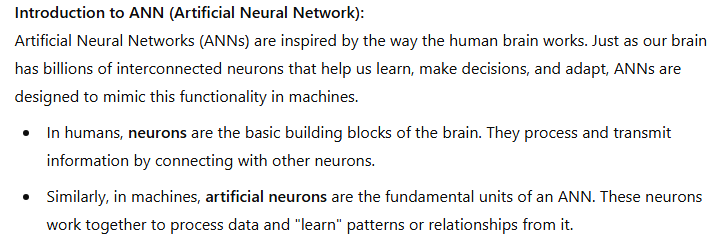 Introduction to ANN (Artificial Neural Network):
Artificial Neural Networks (ANNs) are inspired by the way the human brain works. Just as our brain
has billions of interconnected neurons that help us learn, make decisions, and adapt, ANNs are
designed to mimic this functionality in machines.
• In humans, neurons are the basic building blocks of the brain. They process and transmit
information by connecting with other neurons.
• Similarly, in machines, artificial neurons are the fundamental units of an ANN. These neurons
work together to process data and "learn" patterns or relationships from it.